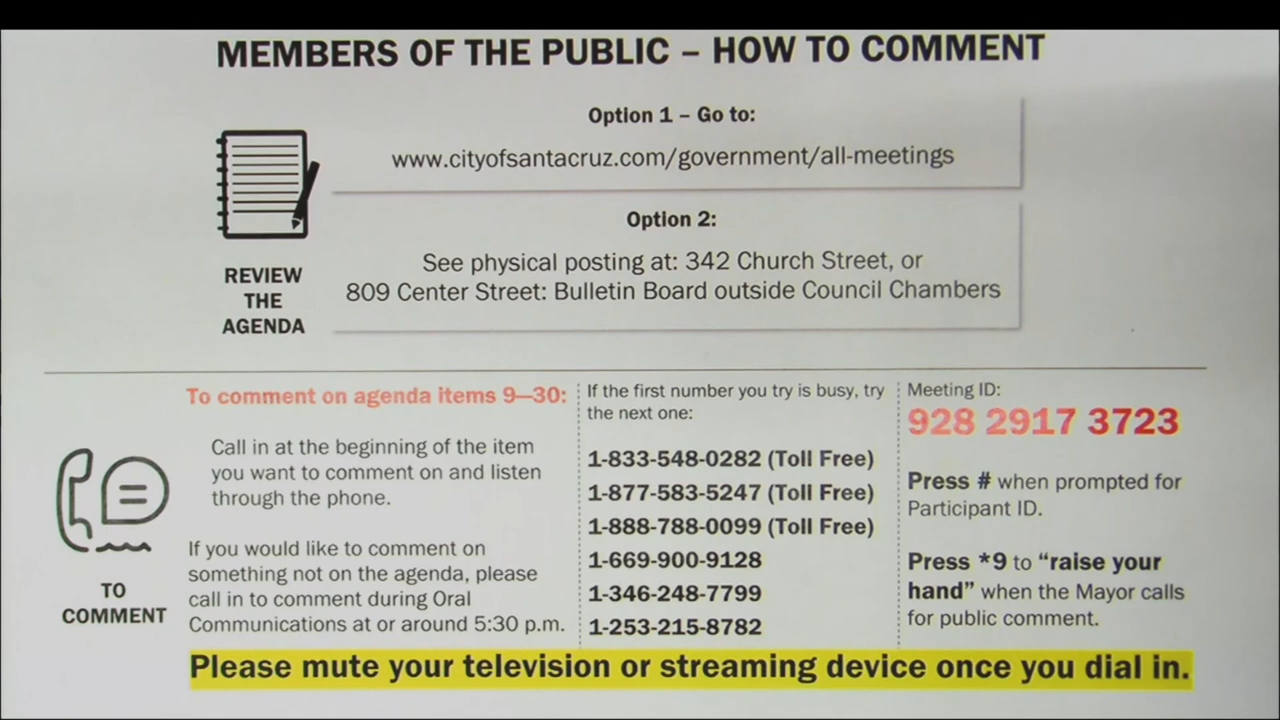 MEMBERS OF THE PUBLIC – HOW TO COMMENT
Option 1 – Go to:
www.cityofsantacruz.com/government/all-meetings
Option 2:
See physical posting at: 342 Church Street, or
809 Center Street: Bulletin Board outside Council Chambers
REVIEW
THE
AGENDA
To comment on agenda items 9—30:
Call in at the beginning of the item
you want to comment on and listen
through the phone.
If you would like to comment on
something not on the agenda, please
call in to comment during Oral
Communications at or around 5:30 p.m.
TO
COMMENT
If the first number you try is busy, try
the next one:
1-833-548-0282 (Toll Free)
1-877-583-5247 (Toll Free)
1-888-788-0099 (Toll Free)
1-669-900-9128
1-346-248-7799
1-253-215-8782
Meeting ID:
928 2917 3723
Press # when prompted for
Participant ID.
Press *9 to “raise your
hand” when the Mayor calls
for public comment.
Please mute your television or streaming device once you dial in.